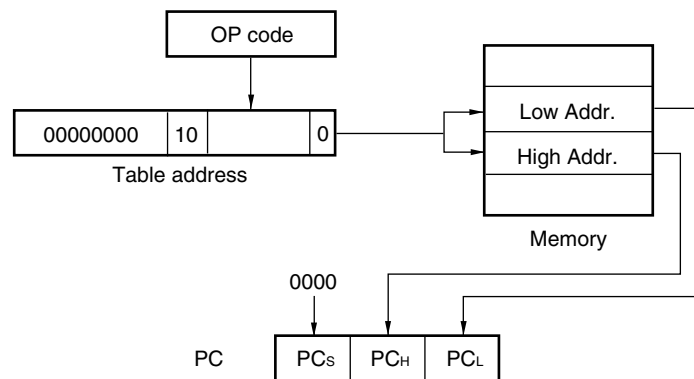 OP code
00000000 10 0
Table address
Low Addr.
High Addr.
Memory
0000
PC PCS PCH PCL